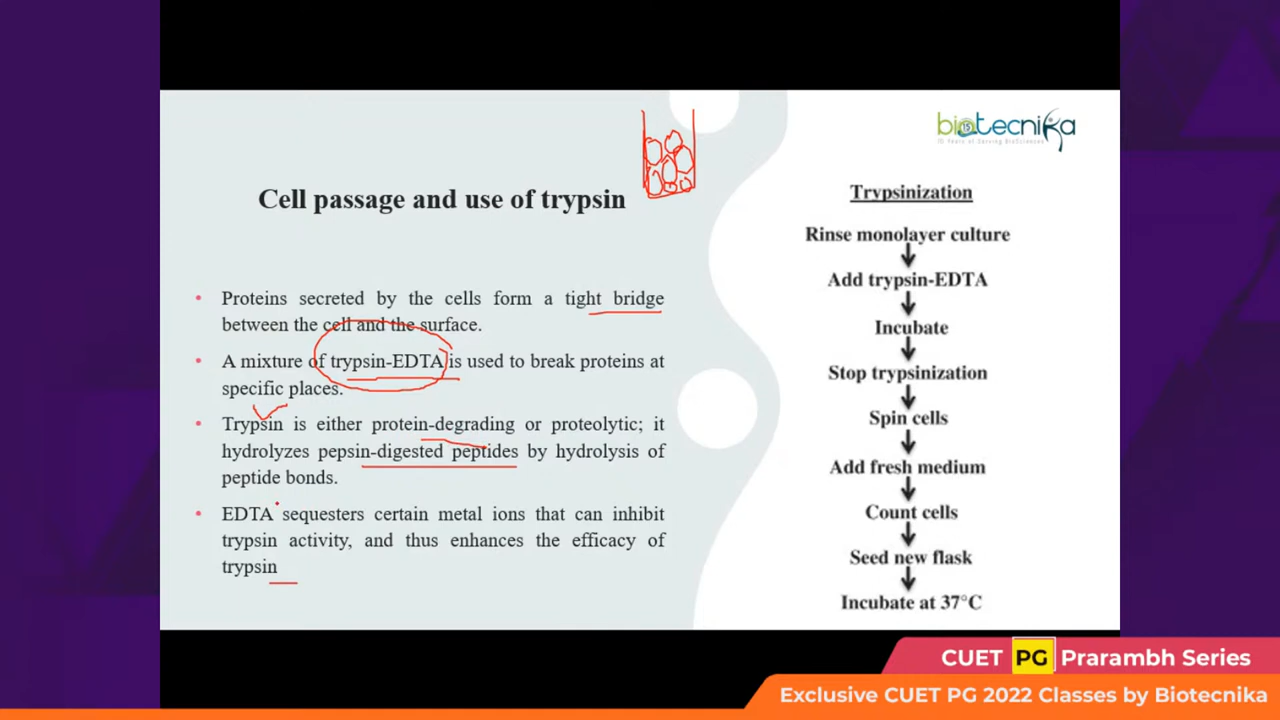 biotecnika
15 Years of Serving BioSciences
Cell passage and use of trypsin
• Proteins secreted by the cells form a tight bridge
between the cell and the surface.
• A mixture of trypsin-EDTA is used to break proteins at
specific places.
• Trypsin is either protein-degrading or proteolytic; it
hydrolyzes pepsin-digested peptides by hydrolysis of
peptide bonds.
• EDTA sequesters certain metal ions that can inhibit
trypsin activity, and thus enhances the efficacy of
trypsin
Trypsinization
Rinse monolayer culture
Add trypsin-EDTA
Incubate
Stop trypsinization
Spin cells
Add fresh medium
Count cells
Seed new flask
Incubate at 37°C
CUET PG Prarambh Series
Exclusive CUET PG 2022 Classes by Biotecnika